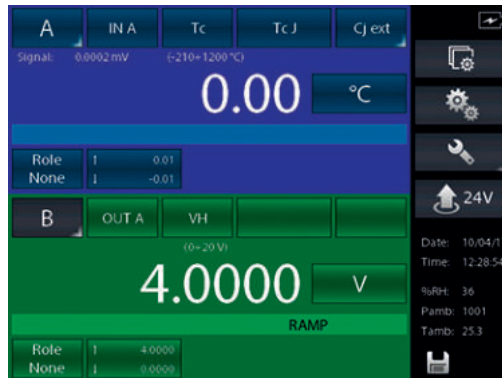 A IN A Tc Tc J Cj ext
Signal: 0.0002 mV (-210÷1200 °C)
0.00 °C
Role None
↑ 0.01
↓ -0.01
B OUT A VH
(0÷20 V)
4.0000 V
RAMP
Role None
↑ 4.0000
↓ 0.0000
24V
Date: 10/04/1
Time: 12:28:54
%RH: 36
Pamb: 1001
Tamb: 25.3